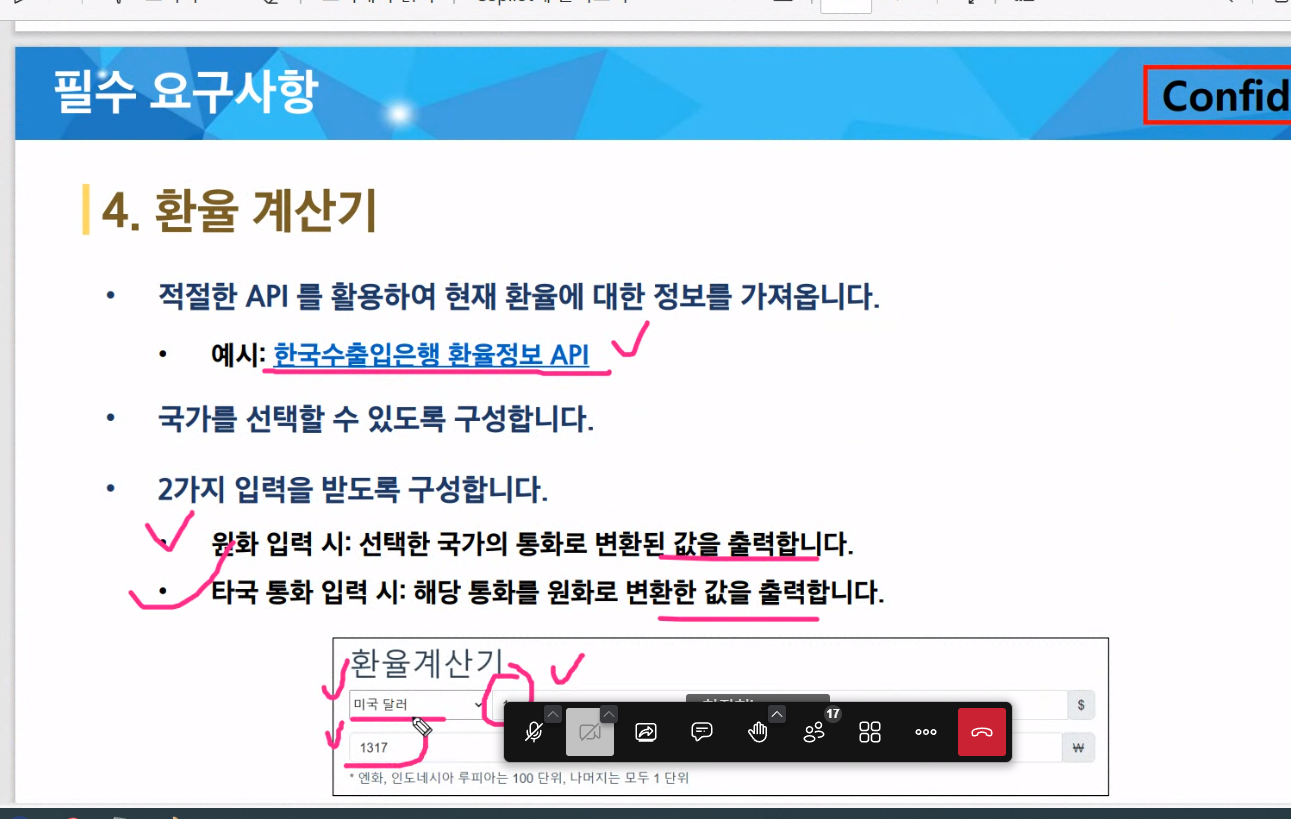 필수 요구사항
Confid
4. 환율 계산기
• 적절한 API 를 활용하여 현재 환율에 대한 정보를 가져옵니다.
• 예시: 한국수출입은행 환율정보 API
• 국가를 선택할 수 있도록 구성합니다.
• 2가지 입력을 받도록 구성합니다.
• 원화 입력 시: 선택한 국가의 통화로 변환된 값을 출력합니다.
• 타국 통화 입력 시: 해당 통화를 원화로 변환한 값을 출력합니다.
환율계산기
미국 달러
$
17
1317
₩
* 엔화, 인도네시아 루피아는 100 단위, 나머지는 모두 1 단위